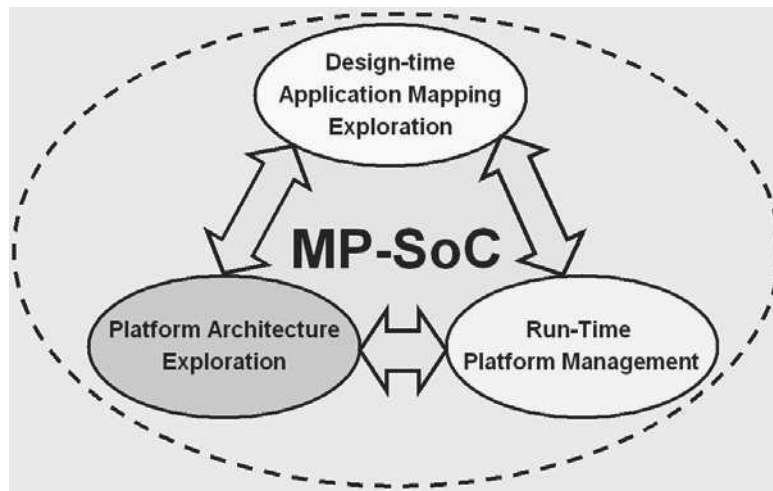 Design-time
Application Mapping
Exploration
MP-SoC
Platform Architecture
Exploration
Run-Time
Platform Management